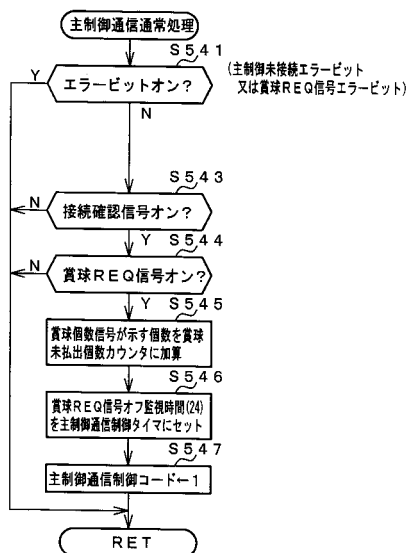 主制御通信通常処理
S541
エラービットオン?
(主制御未接続エラービット
又は賞球REQ信号エラービット)
Y
N
S543
接続確認信号オン?
N
Y
S544
賞球REQ信号オン?
N
Y
S545
賞球個数信号が示す個数を賞球
未払出個数カウンタに加算
S546
賞球REQ信号オフ監視時間(24)
を主制御通信制御タイマにセット
S547
主制御通信制御コード←1
RET